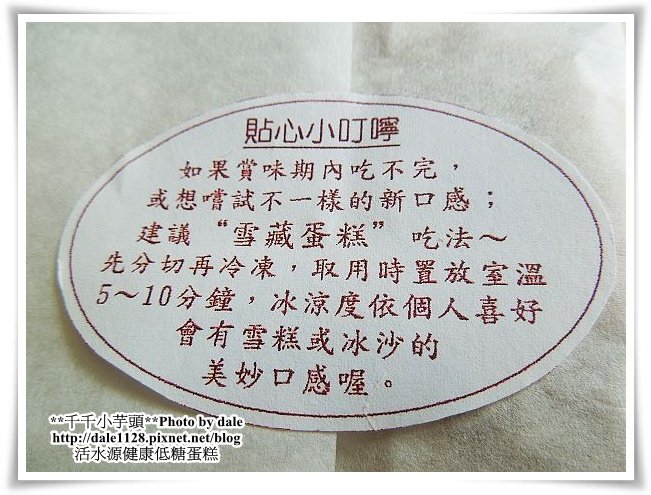 貼心小叮嚀
如果賞味期內吃不完，
或想嚐試不一樣的新口感；
建議“雪藏蛋糕”吃法～
先分切再冷凍，取用時置放室溫
5～10分鐘，冰涼度依個人喜好
會有雪糕或冰沙的
美妙口感喔。
**千千小芋頭**Photo by dale
http://dale1128.pixnet.net/blog
活水源健康低糖蛋糕